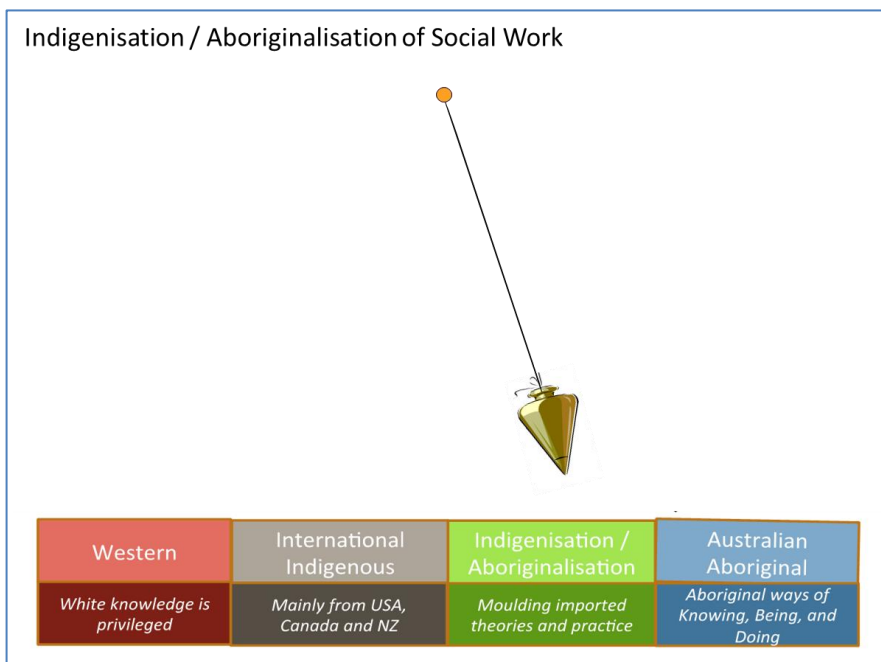 Indigenisation / Aboriginalisation of Social Work
Western
International
Indigenous
Indigenisation /
Aboriginalisation
Australian
Aboriginal
White knowledge is
privileged
Mainly from USA,
Canada and NZ
Moulding imported
theories and practice
Aboriginal ways of
Knowing, Being, and
Doing